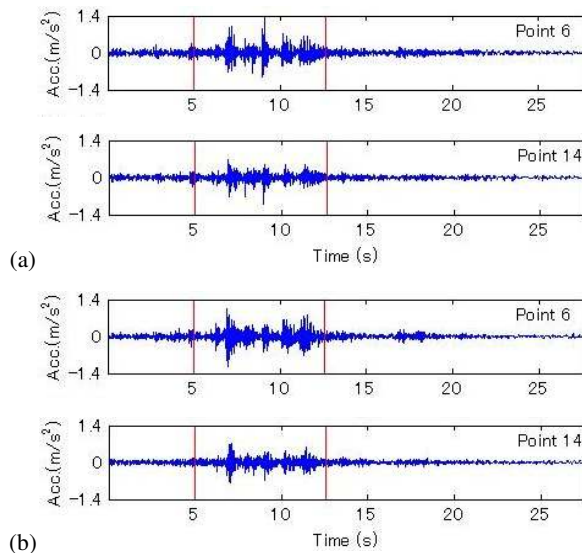 1.4
Point 6
Acc.(m/s²)
0
−1.4
5 10 15 20 25
1.4
Point 14
Acc.(m/s²)
0
−1.4
5 10 15 20 25
(a)
Time (s)
1.4
Point 6
Acc.(m/s²)
0
−1.4
5 10 15 20 25
1.4
Point 14
Acc.(m/s²)
0
−1.4
5 10 15 20 25
(b)
Time (s)